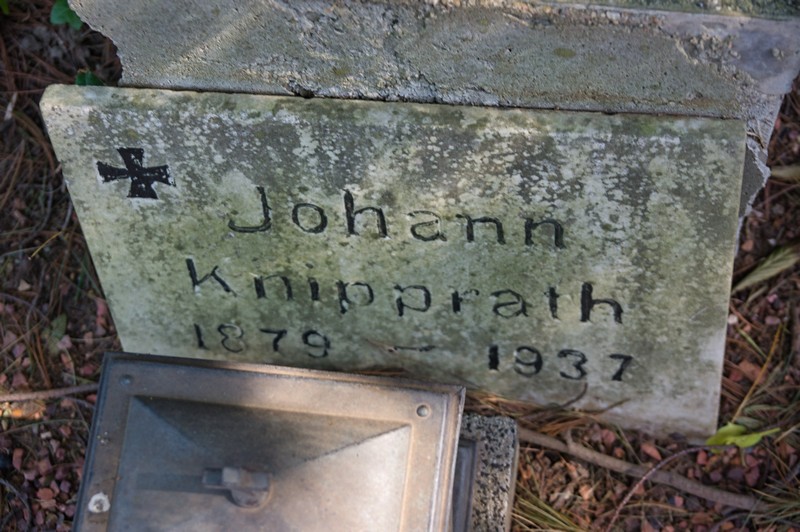 Johann
Knipprath
1879 – 1937